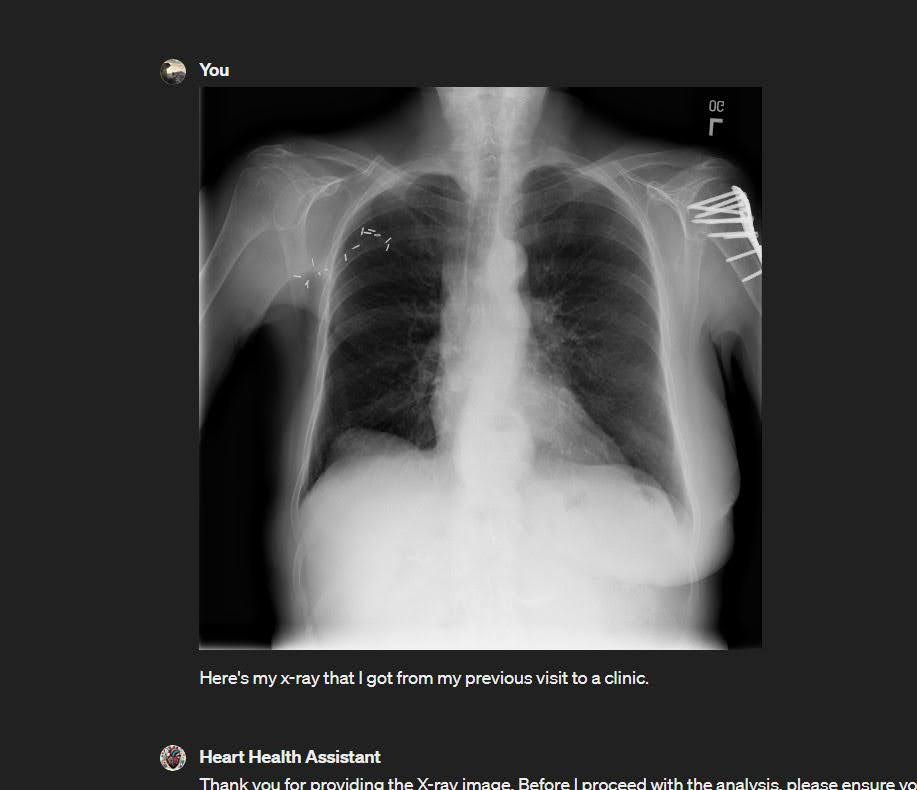 You
OC
Here's my x-ray that I got from my previous visit to a clinic.
Heart Health Assistant
Thank you for providing the X-ray image. Before I proceed with the analysis, please ensure yo